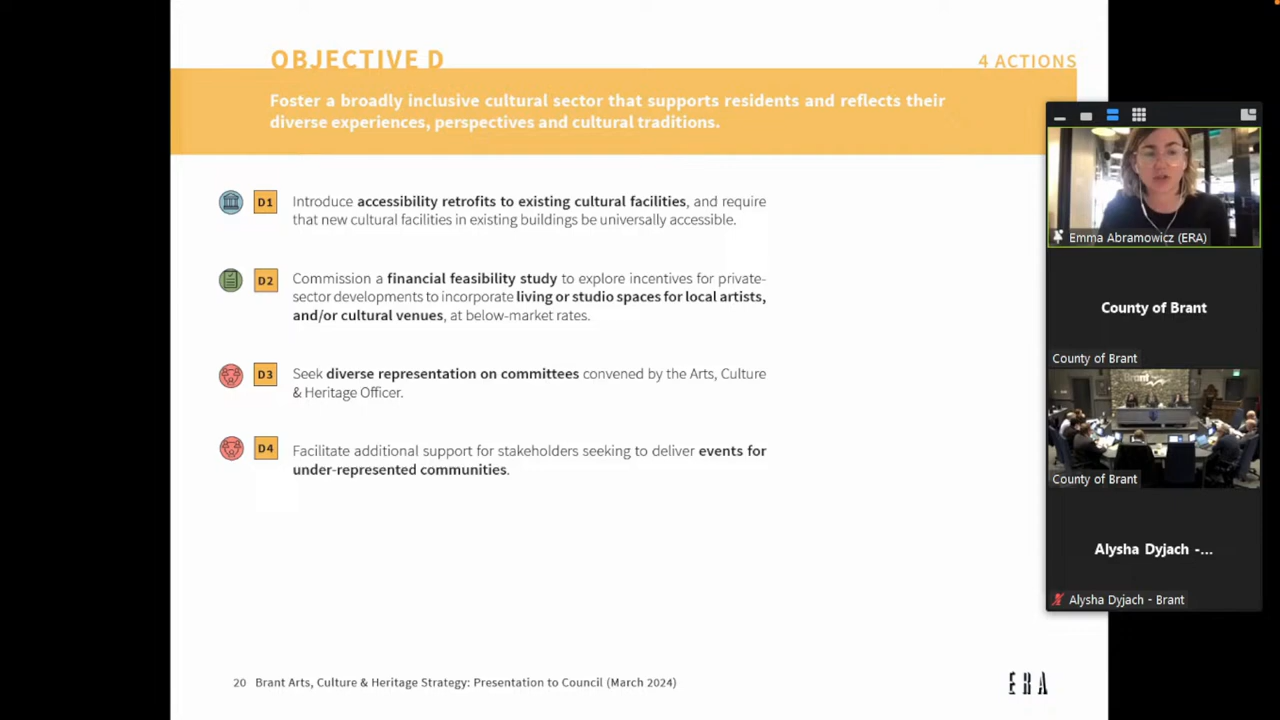 OBJECTIVE D
4 ACTIONS
Foster a broadly inclusive cultural sector that supports residents and reflects their
diverse experiences, perspectives and cultural traditions.
D1
Introduce accessibility retrofits to existing cultural facilities, and require
that new cultural facilities in existing buildings be universally accessible.
D2
Commission a financial feasibility study to explore incentives for private-
sector developments to incorporate living or studio spaces for local artists,
and/or cultural venues, at below-market rates.
D3
Seek diverse representation on committees convened by the Arts, Culture
& Heritage Officer.
D4
Facilitate additional support for stakeholders seeking to deliver events for
under-represented communities.
20 Brant Arts, Culture & Heritage Strategy: Presentation to Council (March 2024)
ERA
Emma Abramowicz (ERA)
County of Brant
County of Brant
Brant
County of Brant
Alysha Dyjach -...
Alysha Dyjach - Brant